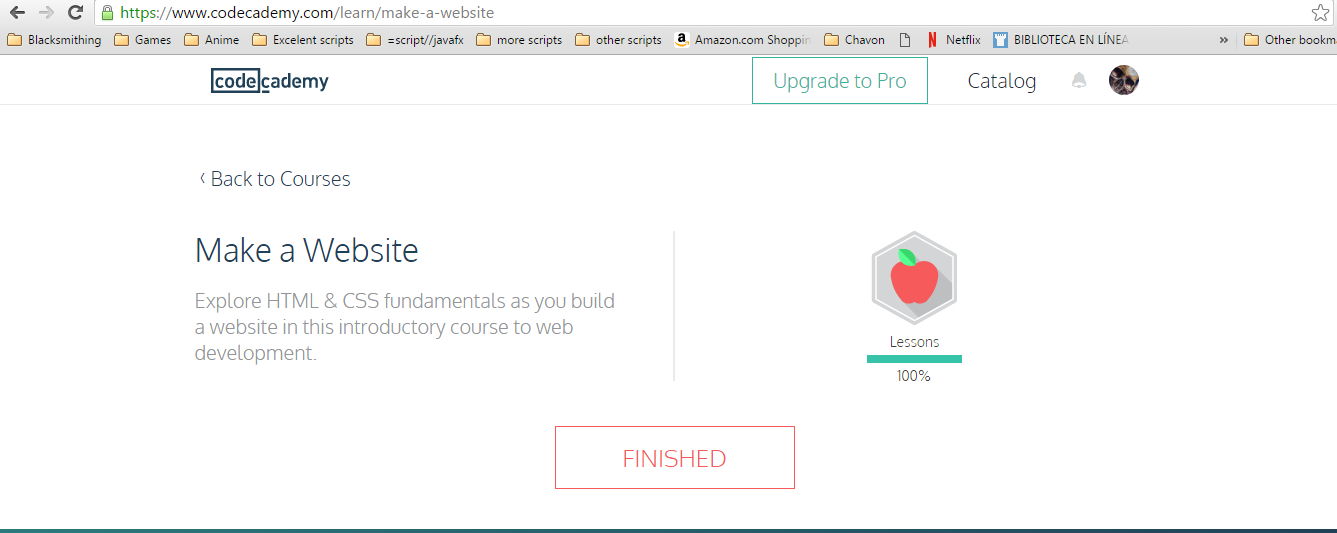 https://www.codecademy.com/learn/make-a-website
Blacksmithing Games Anime Excelent scripts =script//javafx more scripts other scripts Amazon.com Shoppin Chavon Netflix BIBLIOTECA EN LÍNEA » Other bookma
codecademy Upgrade to Pro Catalog
‹ Back to Courses
Make a Website
Explore HTML & CSS fundamentals as you build
a website in this introductory course to web
development.
Lessons
100%
FINISHED